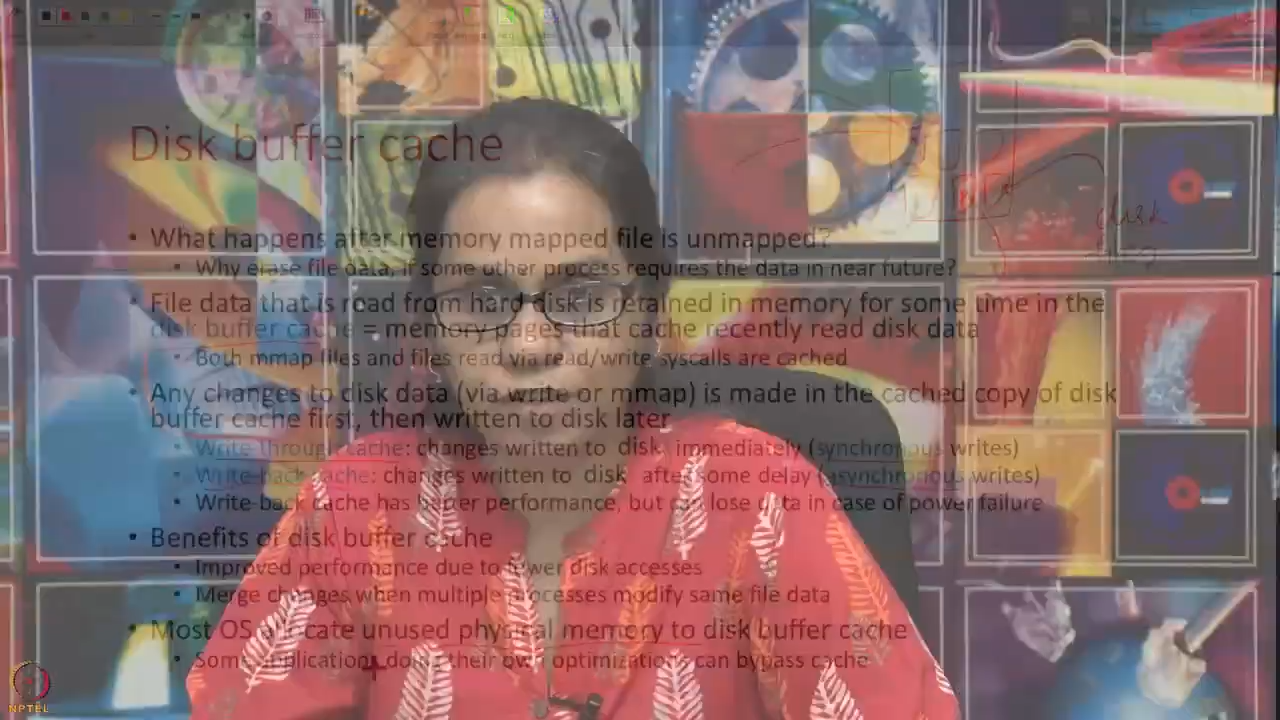 Disk buffer cache
• What happens after memory mapped file is unmapped?
• Why erase file data, if some other process requires the data in near future?
• File data that is read from hard disk is retained in memory for some time in the
disk buffer cache = memory pages that cache recently read disk data
• Both mmap files and files read via read/write syscalls are cached
• Any changes to disk data (via write or mmap) is made in the cached copy of disk
buffer cache first, then written to disk later
• Write-through cache: changes written to disk immediately (synchronous writes)
• Write-back cache: changes written to disk after some delay (asynchronous writes)
• Write-back cache has better performance, but can lose data in case of power failure
• Benefits of disk buffer cache
• Improved performance due to fewer disk accesses
• Merge changes when multiple processes modify same file data
• Most OS allocate unused physical memory to disk buffer cache
• Some applications doing their own optimizations can bypass cache
NPTEL